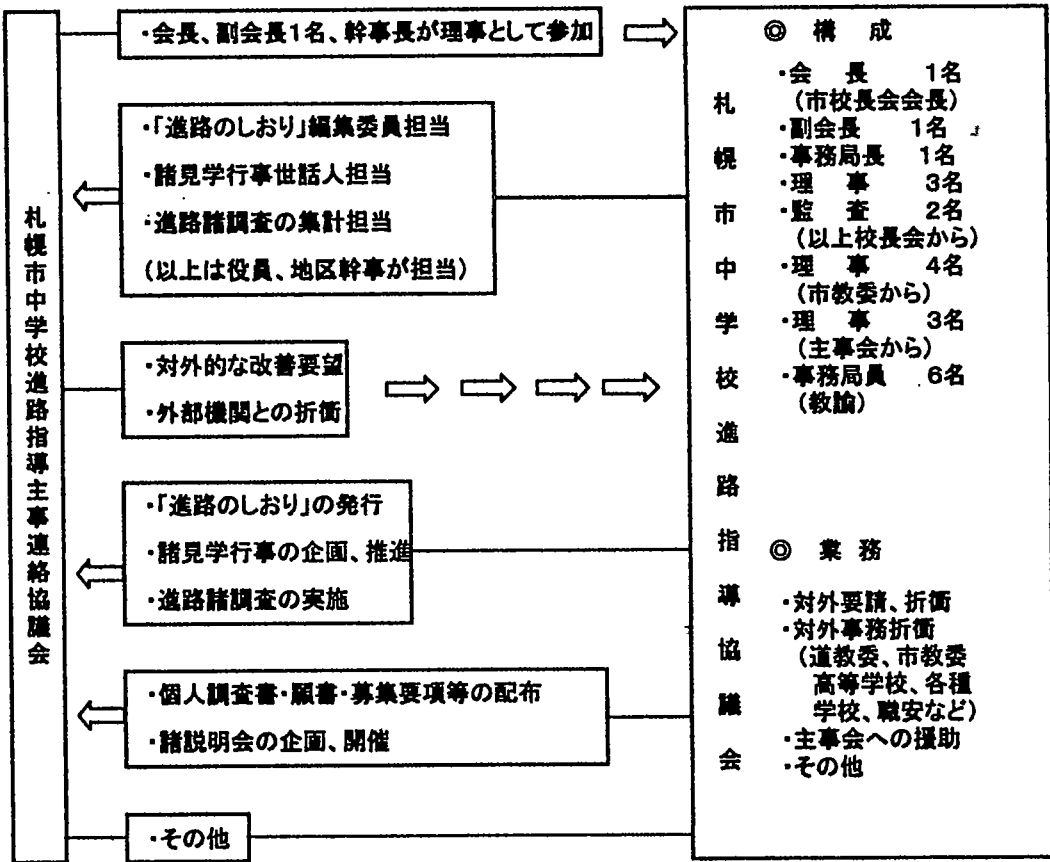 札幌市中学校進路指導主事連絡協議会
・会長、副会長1名、幹事長が理事として参加
・「進路のしおり」編集委員担当
・諸見学行事世話人担当
・進路諸調査の集計担当
(以上は役員、地区幹事が担当)
・対外的な改善要望
・外部機関との折衝
・「進路のしおり」の発行
・諸見学行事の企画、推進
・進路諸調査の実施
・個人調査書・願書・募集要項等の配布
・諸説明会の企画、開催
・その他
札幌市中学校進路指導協議会
◎ 構 成
・会 長 1名
(市校長会会長)
・副会長 1名
・事務局長 1名
・理 事 3名
・監 査 2名
(以上校長会から)
・理 事 4名
(市教委から)
・理 事 3名
(主事会から)
・事務局員 6名
(教諭)
◎ 業 務
・対外要請、折衝
・対外事務折衝
(道教委、市教委
高等学校、各種
学校、職安など)
・主事会への援助
・その他